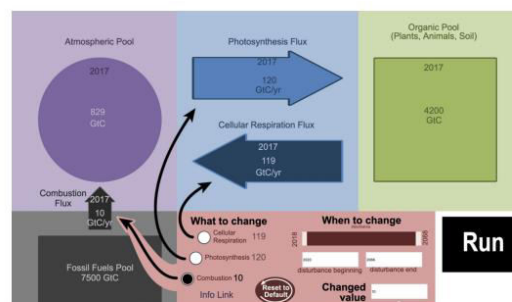 Atmospheric Pool
2017
829
GtC
Photosynthesis Flux
2017
120
GtC/yr
Cellular Respiration Flux
2017
119
GtC/yr
Organic Pool
(Plants, Animals, Soil)
2017
4200
GtC
Combustion
Flux
2017
10
GtC/yr
Fossil Fuels Pool
7500 GtC
What to change
Cellular
Respiration 119
Photosynthesis 120
Combustion 10
Info Link
Reset to
Default
When to change
2018
2068
disturbance beginning
disturbance end
Changed
value
Run